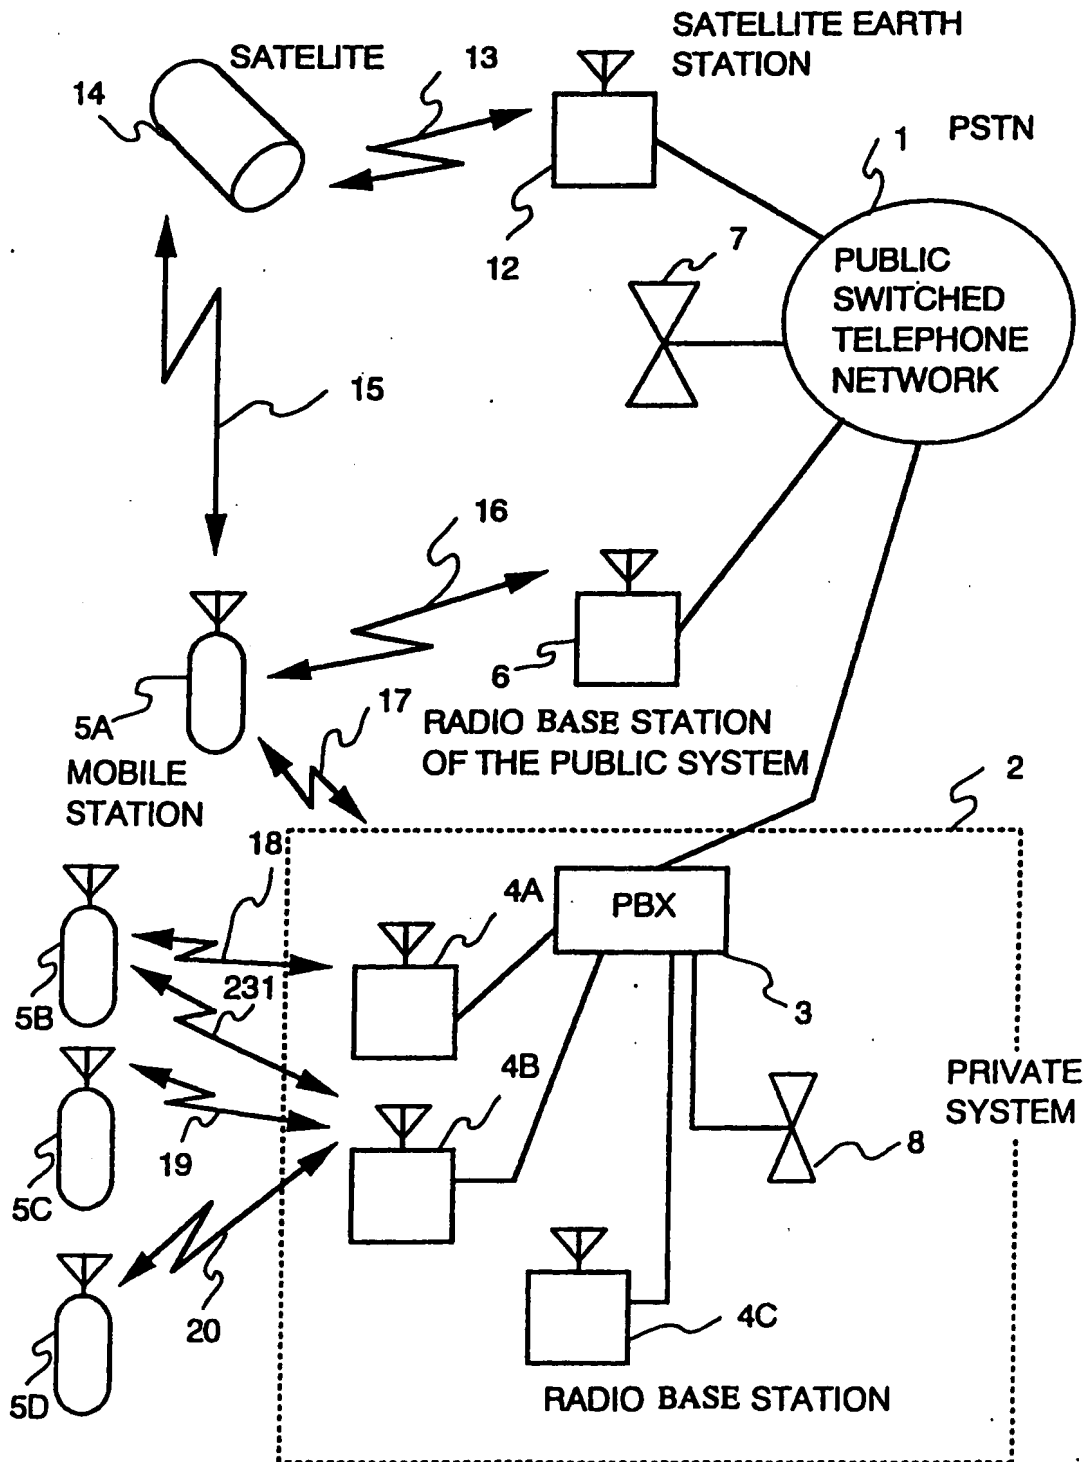 SATELITE
13
SATELLITE EARTH
STATION
14
1
PSTN
12
7
PUBLIC
SWITCHED
TELEPHONE
NETWORK
15
16
6
5A
17
MOBILE
STATION
RADIO BASE STATION
OF THE PUBLIC SYSTEM
2
18
4A
PBX
231
5B
3
4B
PRIVATE
SYSTEM
19
8
5C
20
4C
5D
RADIO BASE STATION